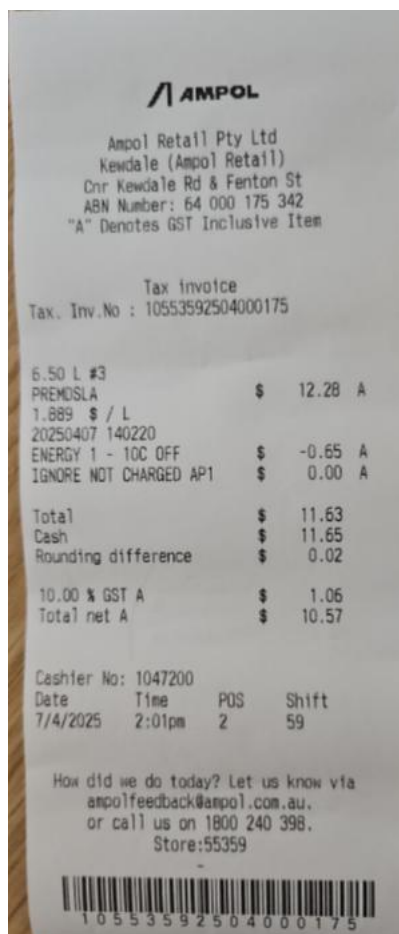 AMPOL
Ampol Retail Pty Ltd
Kewdale (Ampol Retail)
Cnr Kewdale Rd & Fenton St
ABN Number: 64 000 175 342
"A" Denotes GST Inclusive Item
Tax invoice
Tax. Inv.No : 10553592504000175
6.50 L #3
PREMDSLA $ 12.28 A
1.889 $ / L
20250407 140220
ENERGY 1 - 10C OFF $ -0.65 A
IGNORE NOT CHARGED AP1 $ 0.00 A
Total $ 11.63
Cash $ 11.65
Rounding difference $ 0.02
10.00 % GST A $ 1.06
Total net A $ 10.57
Cashier No: 1047200
Date Time POS Shift
7/4/2025 2:01pm 2 59
How did we do today? Let us know via
ampolfeedback@ampol.com.au.
or call us on 1800 240 398.
Store:55359
-
10553592504000175